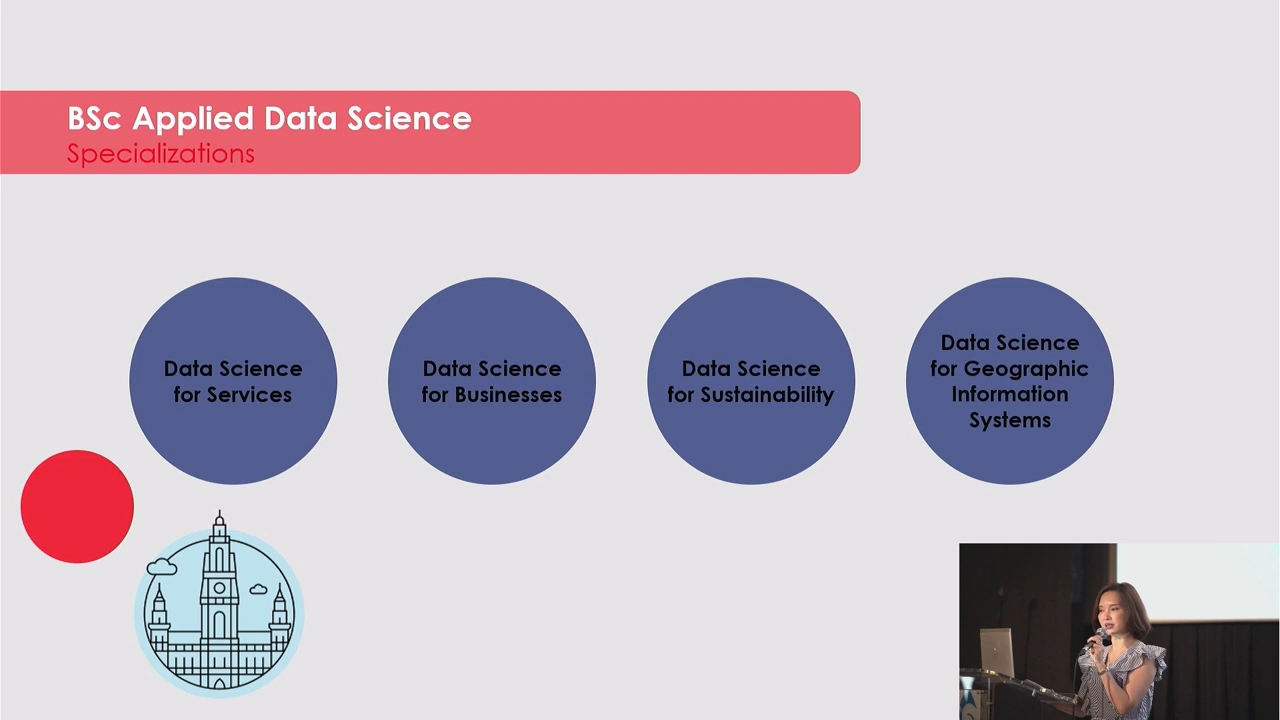 BSc Applied Data Science
Specializations
Data Science
for Services
Data Science
for Businesses
Data Science
for Sustainability
Data Science
for Geographic
Information
Systems